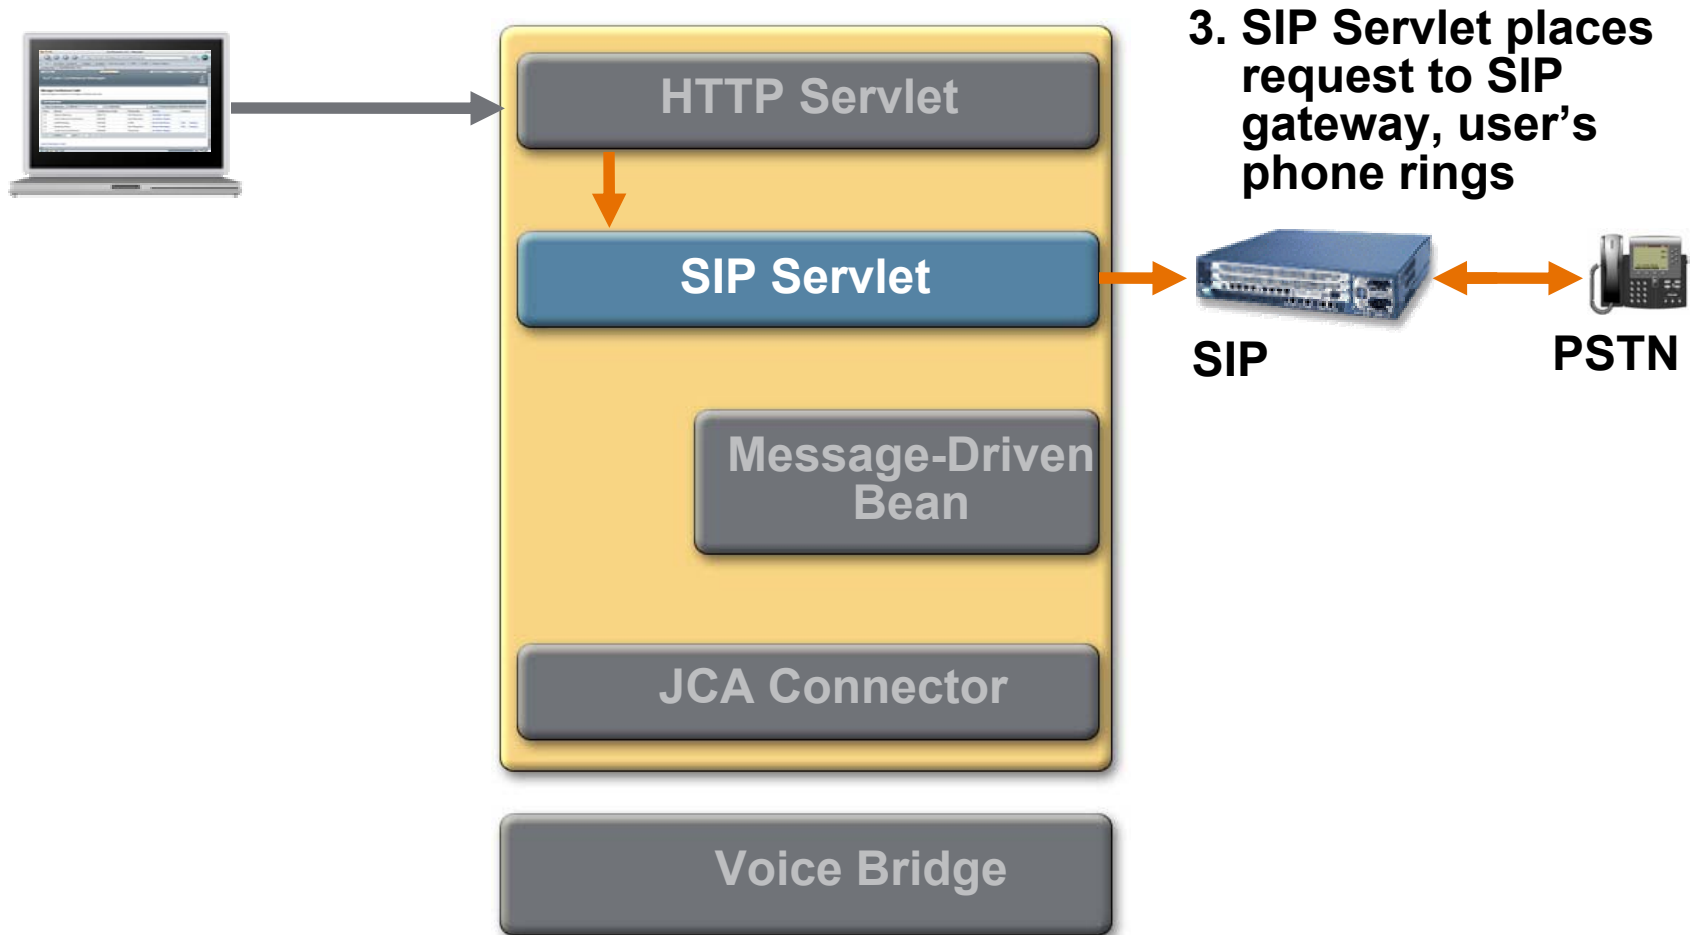 3. SIP Servlet places
request to SIP
gateway, user's
phone rings
HTTP Servlet
SIP Servlet
SIP
PSTN
Message-Driven
Bean
JCA Connector
Voice Bridge